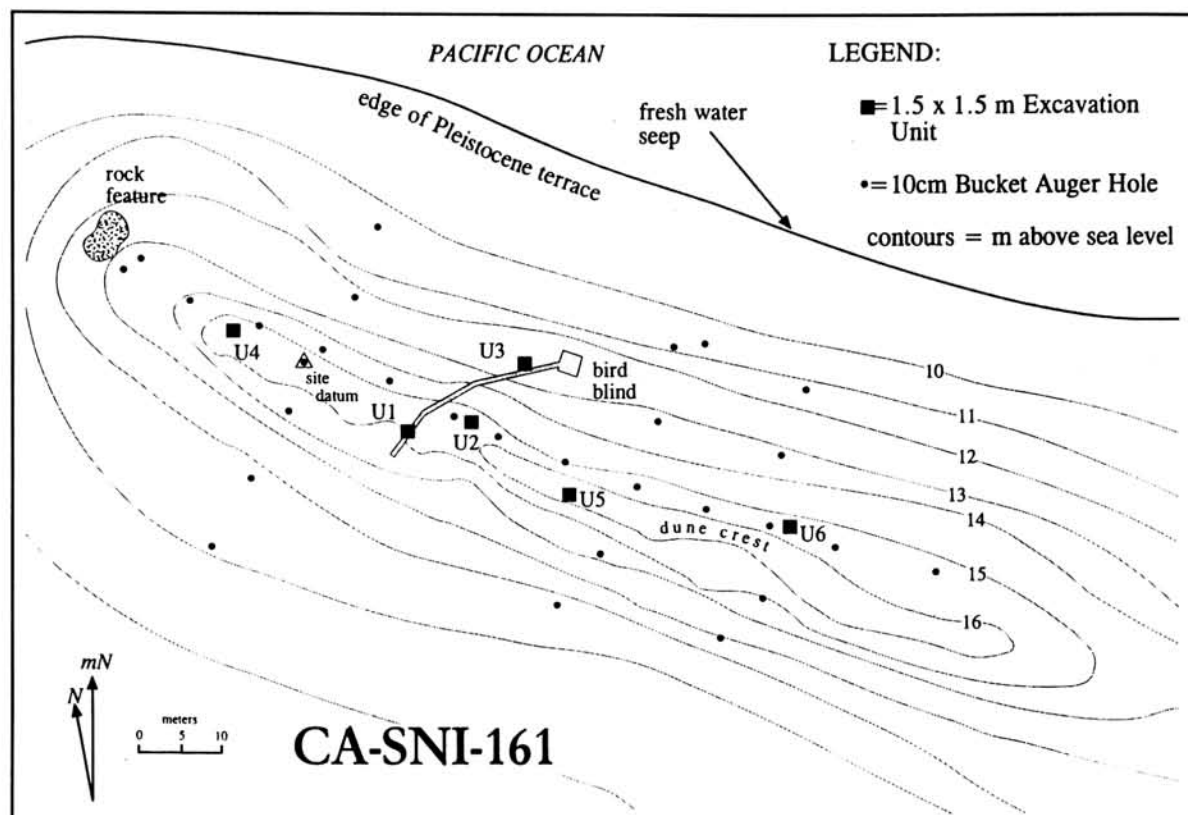 PACIFIC OCEAN
LEGEND:
edge of Pleistocene terrace
fresh water
seep
■= 1.5 x 1.5 m Excavation
Unit
•= 10cm Bucket Auger Hole
contours = m above sea level
rock
feature
U4
site
datum
U3
bird
blind
U1
U2
U5
dune crest
U6
10
11
12
13
14
15
16
mN
N
meters
0 5 10
CA-SNI-161